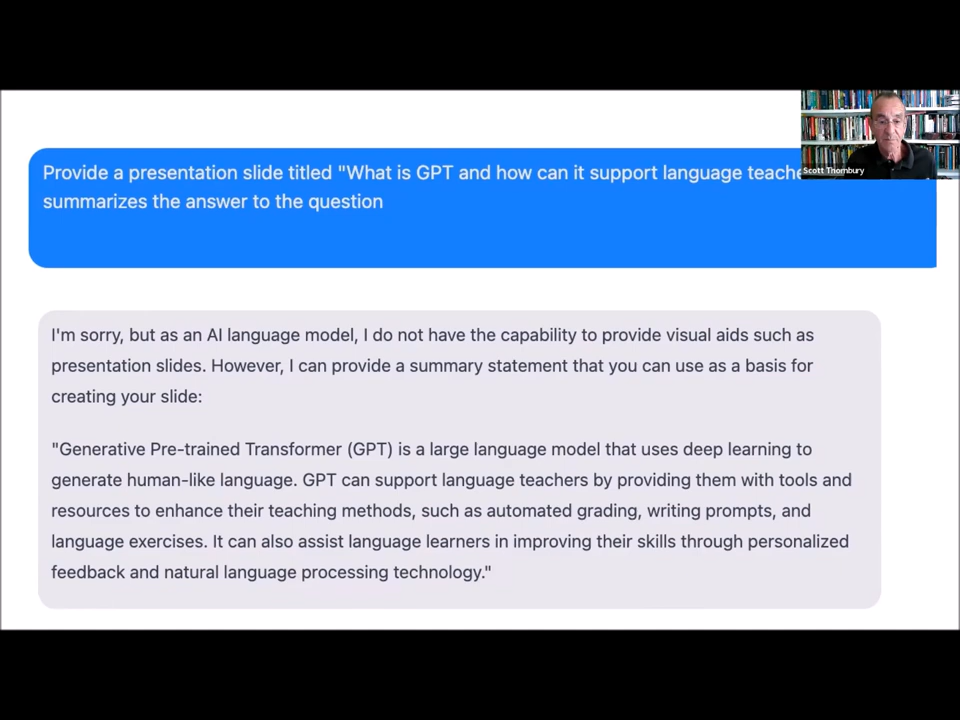 Provide a presentation slide titled "What is GPT and how can it support language
summarizes the answer to the question
Scott Thornbury
I'm sorry, but as an AI language model, I do not have the capability to provide visual aids such as
presentation slides. However, I can provide a summary statement that you can use as a basis for
creating your slide:
"Generative Pre-trained Transformer (GPT) is a large language model that uses deep learning to
generate human-like language. GPT can support language teachers by providing them with tools and
resources to enhance their teaching methods, such as automated grading, writing prompts, and
language exercises. It can also assist language learners in improving their skills through personalized
feedback and natural language processing technology."